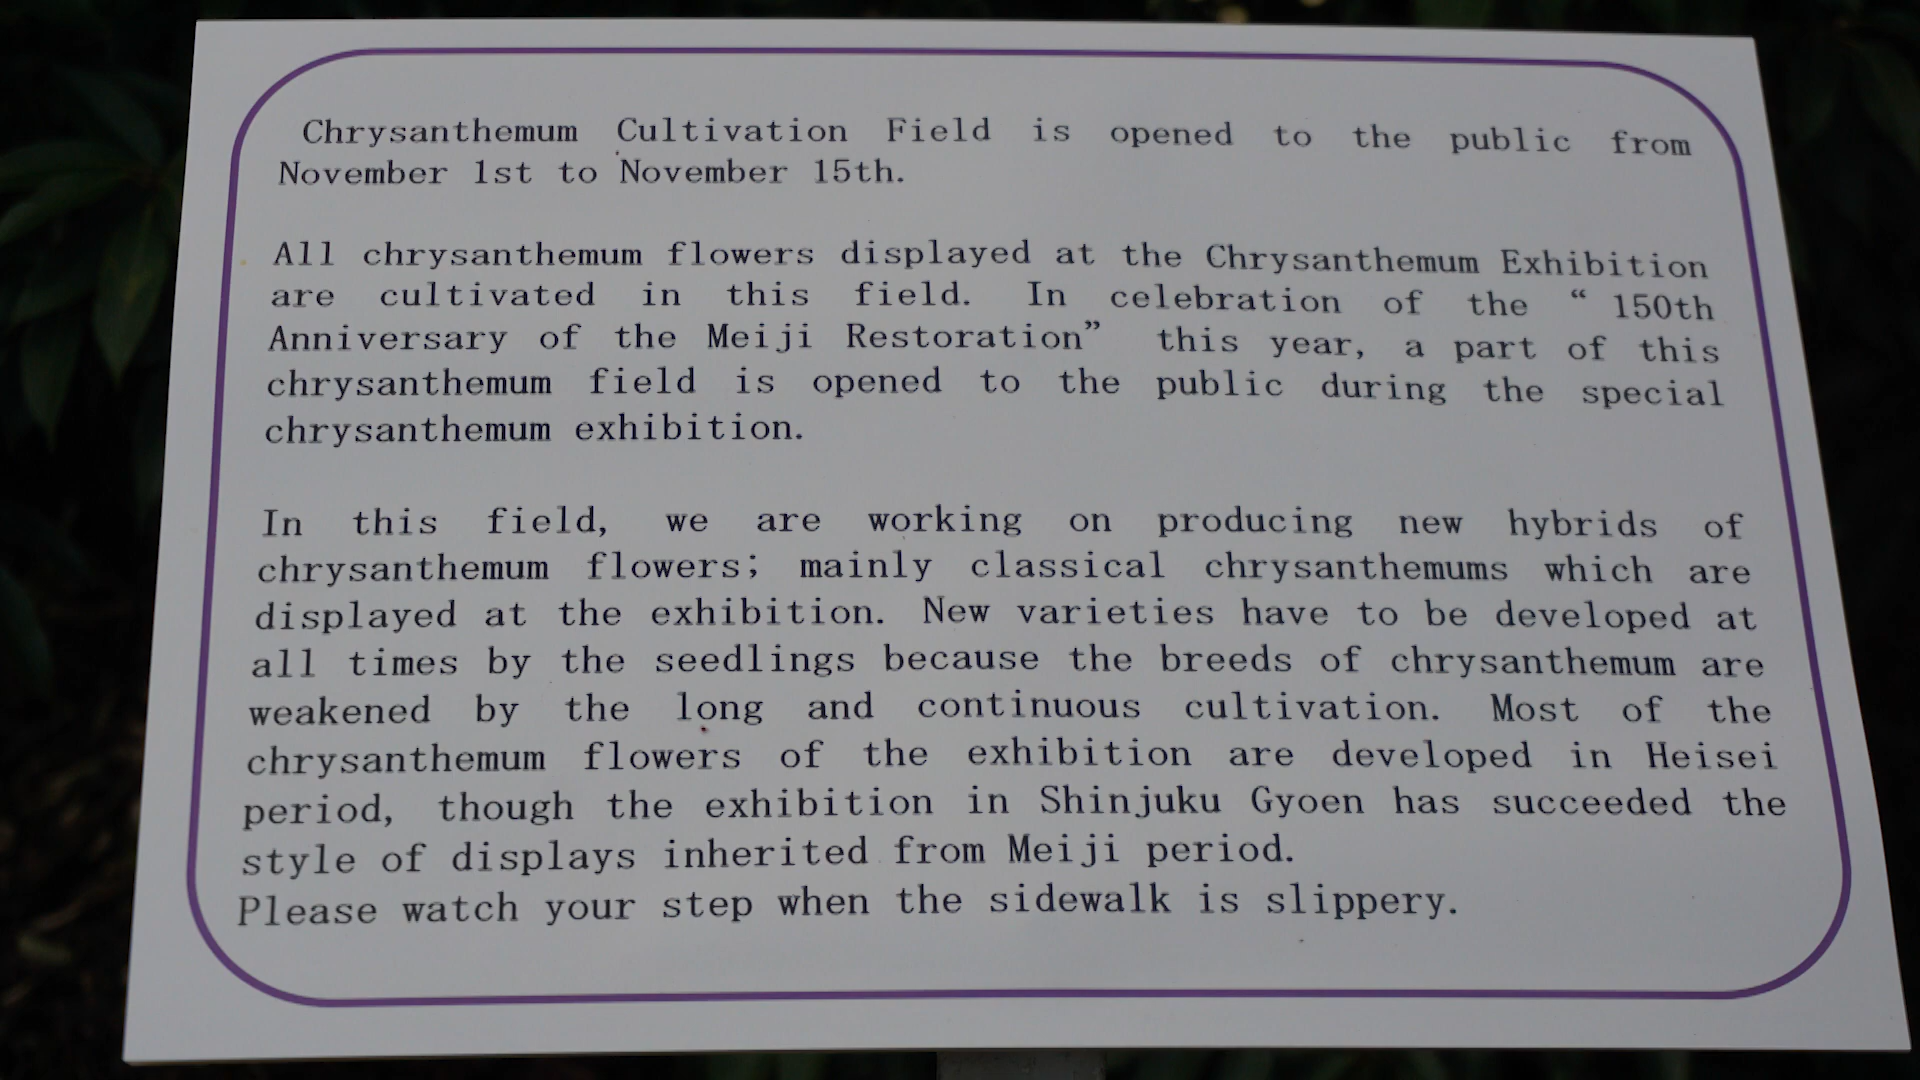 Chrysanthemum Cultivation Field is opened to the public from
November 1st to November 15th.
All chrysanthemum flowers displayed at the Chrysanthemum Exhibition
are cultivated in this field. In celebration of the “ 150th
Anniversary of the Meiji Restoration” this year, a part of this
chrysanthemum field is opened to the public during the special
chrysanthemum exhibition.
In this field, we are working on producing new hybrids of
chrysanthemum flowers; mainly classical chrysanthemums which are
displayed at the exhibition. New varieties have to be developed at
all times by the seedlings because the breeds of chrysanthemum are
weakened by the long and continuous cultivation. Most of the
chrysanthemum flowers of the exhibition are developed in Heisei
period, though the exhibition in Shinjuku Gyoen has succeeded the
style of displays inherited from Meiji period.
Please watch your step when the sidewalk is slippery.